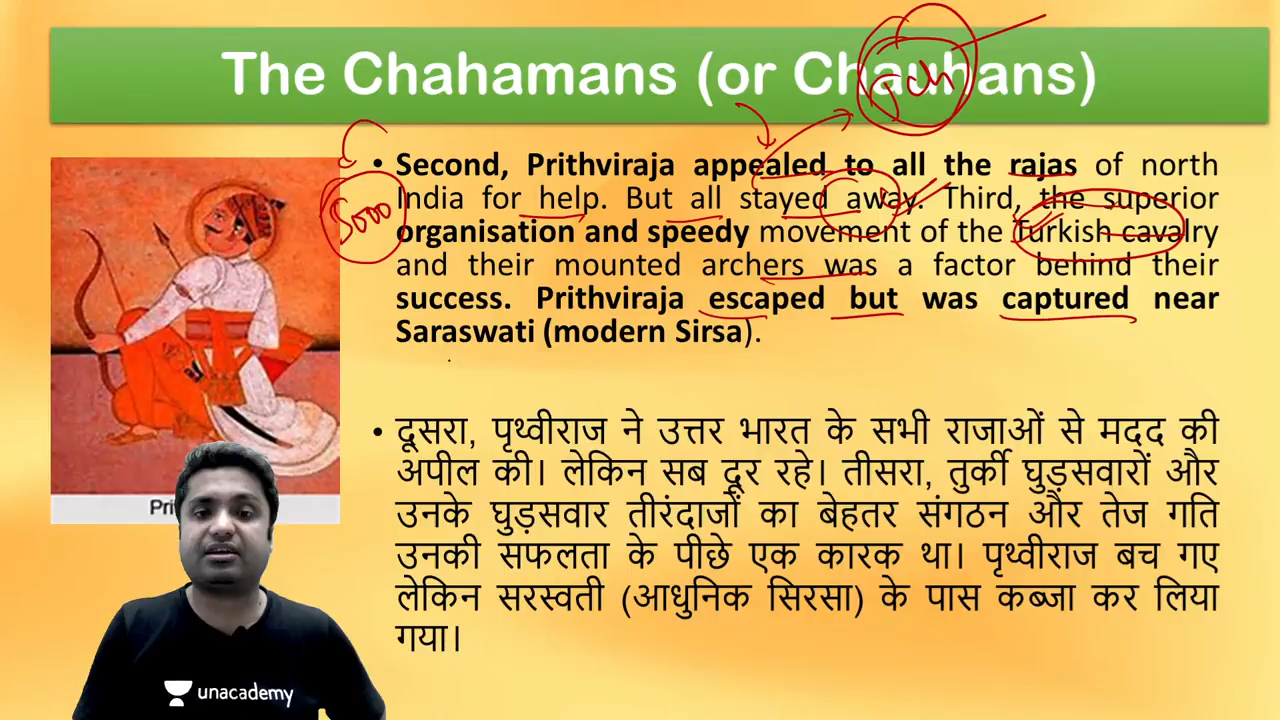 The Chahamans (or Chauhans)
• Second, Prithviraja appealed to all the rajas of north
India for help. But all stayed away. Third, the superior
organisation and speedy movement of the Turkish cavalry
and their mounted archers was a factor behind their
success. Prithviraja escaped but was captured near
Saraswati (modern Sirsa).
5000
• दूसरा, पृथ्वीराज ने उत्तर भारत के सभी राजाओं से मदद की
अपील की। लेकिन सब दूर रहे। तीसरा, तुर्की घुड़सवारों और
उनके घुड़सवार तीरंदाजों का बेहतर संगठन और तेज गति
उनकी सफलता के पीछे एक कारक था। पृथ्वीराज बच गए
लेकिन सरस्वती (आधुनिक सिरसा) के पास कब्जा कर लिया
गया।
unacademy